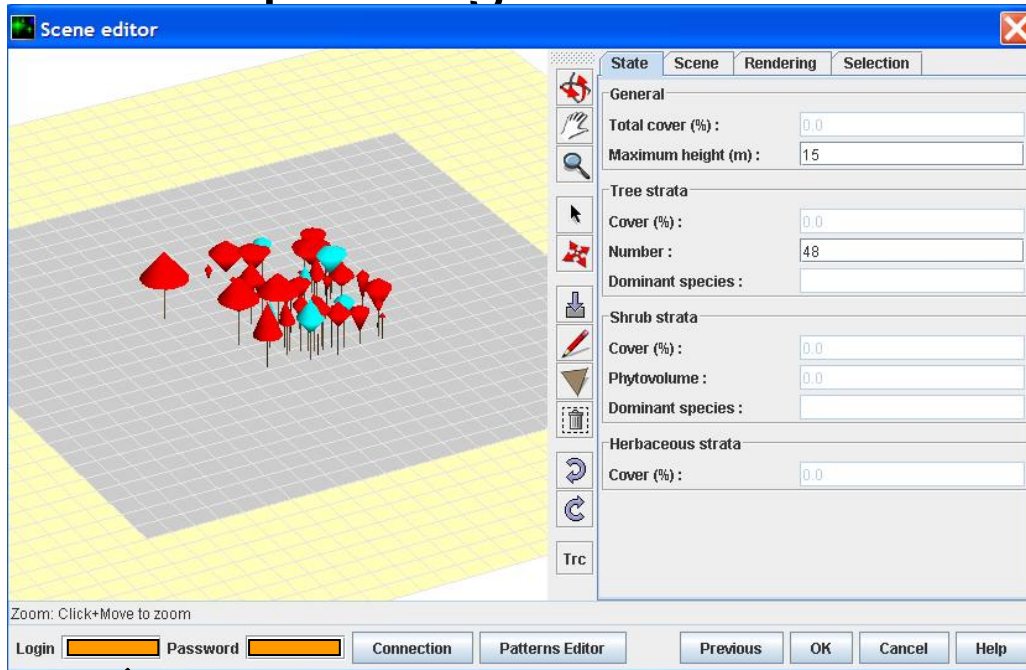 Scene editor
State Scene Rendering Selection
General
Total cover (%) : 0.0
Maximum height (m) : 15
Tree strata
Cover (%) : 0.0
Number : 48
Dominant species :
Shrub strata
Cover (%) : 0.0
Phytovolume : 0.0
Dominant species :
Herbaceous strata
Cover (%) : 0.0
Trc
Zoom: Click+Move to zoom
Login Password Connection Patterns Editor Previous OK Cancel Help